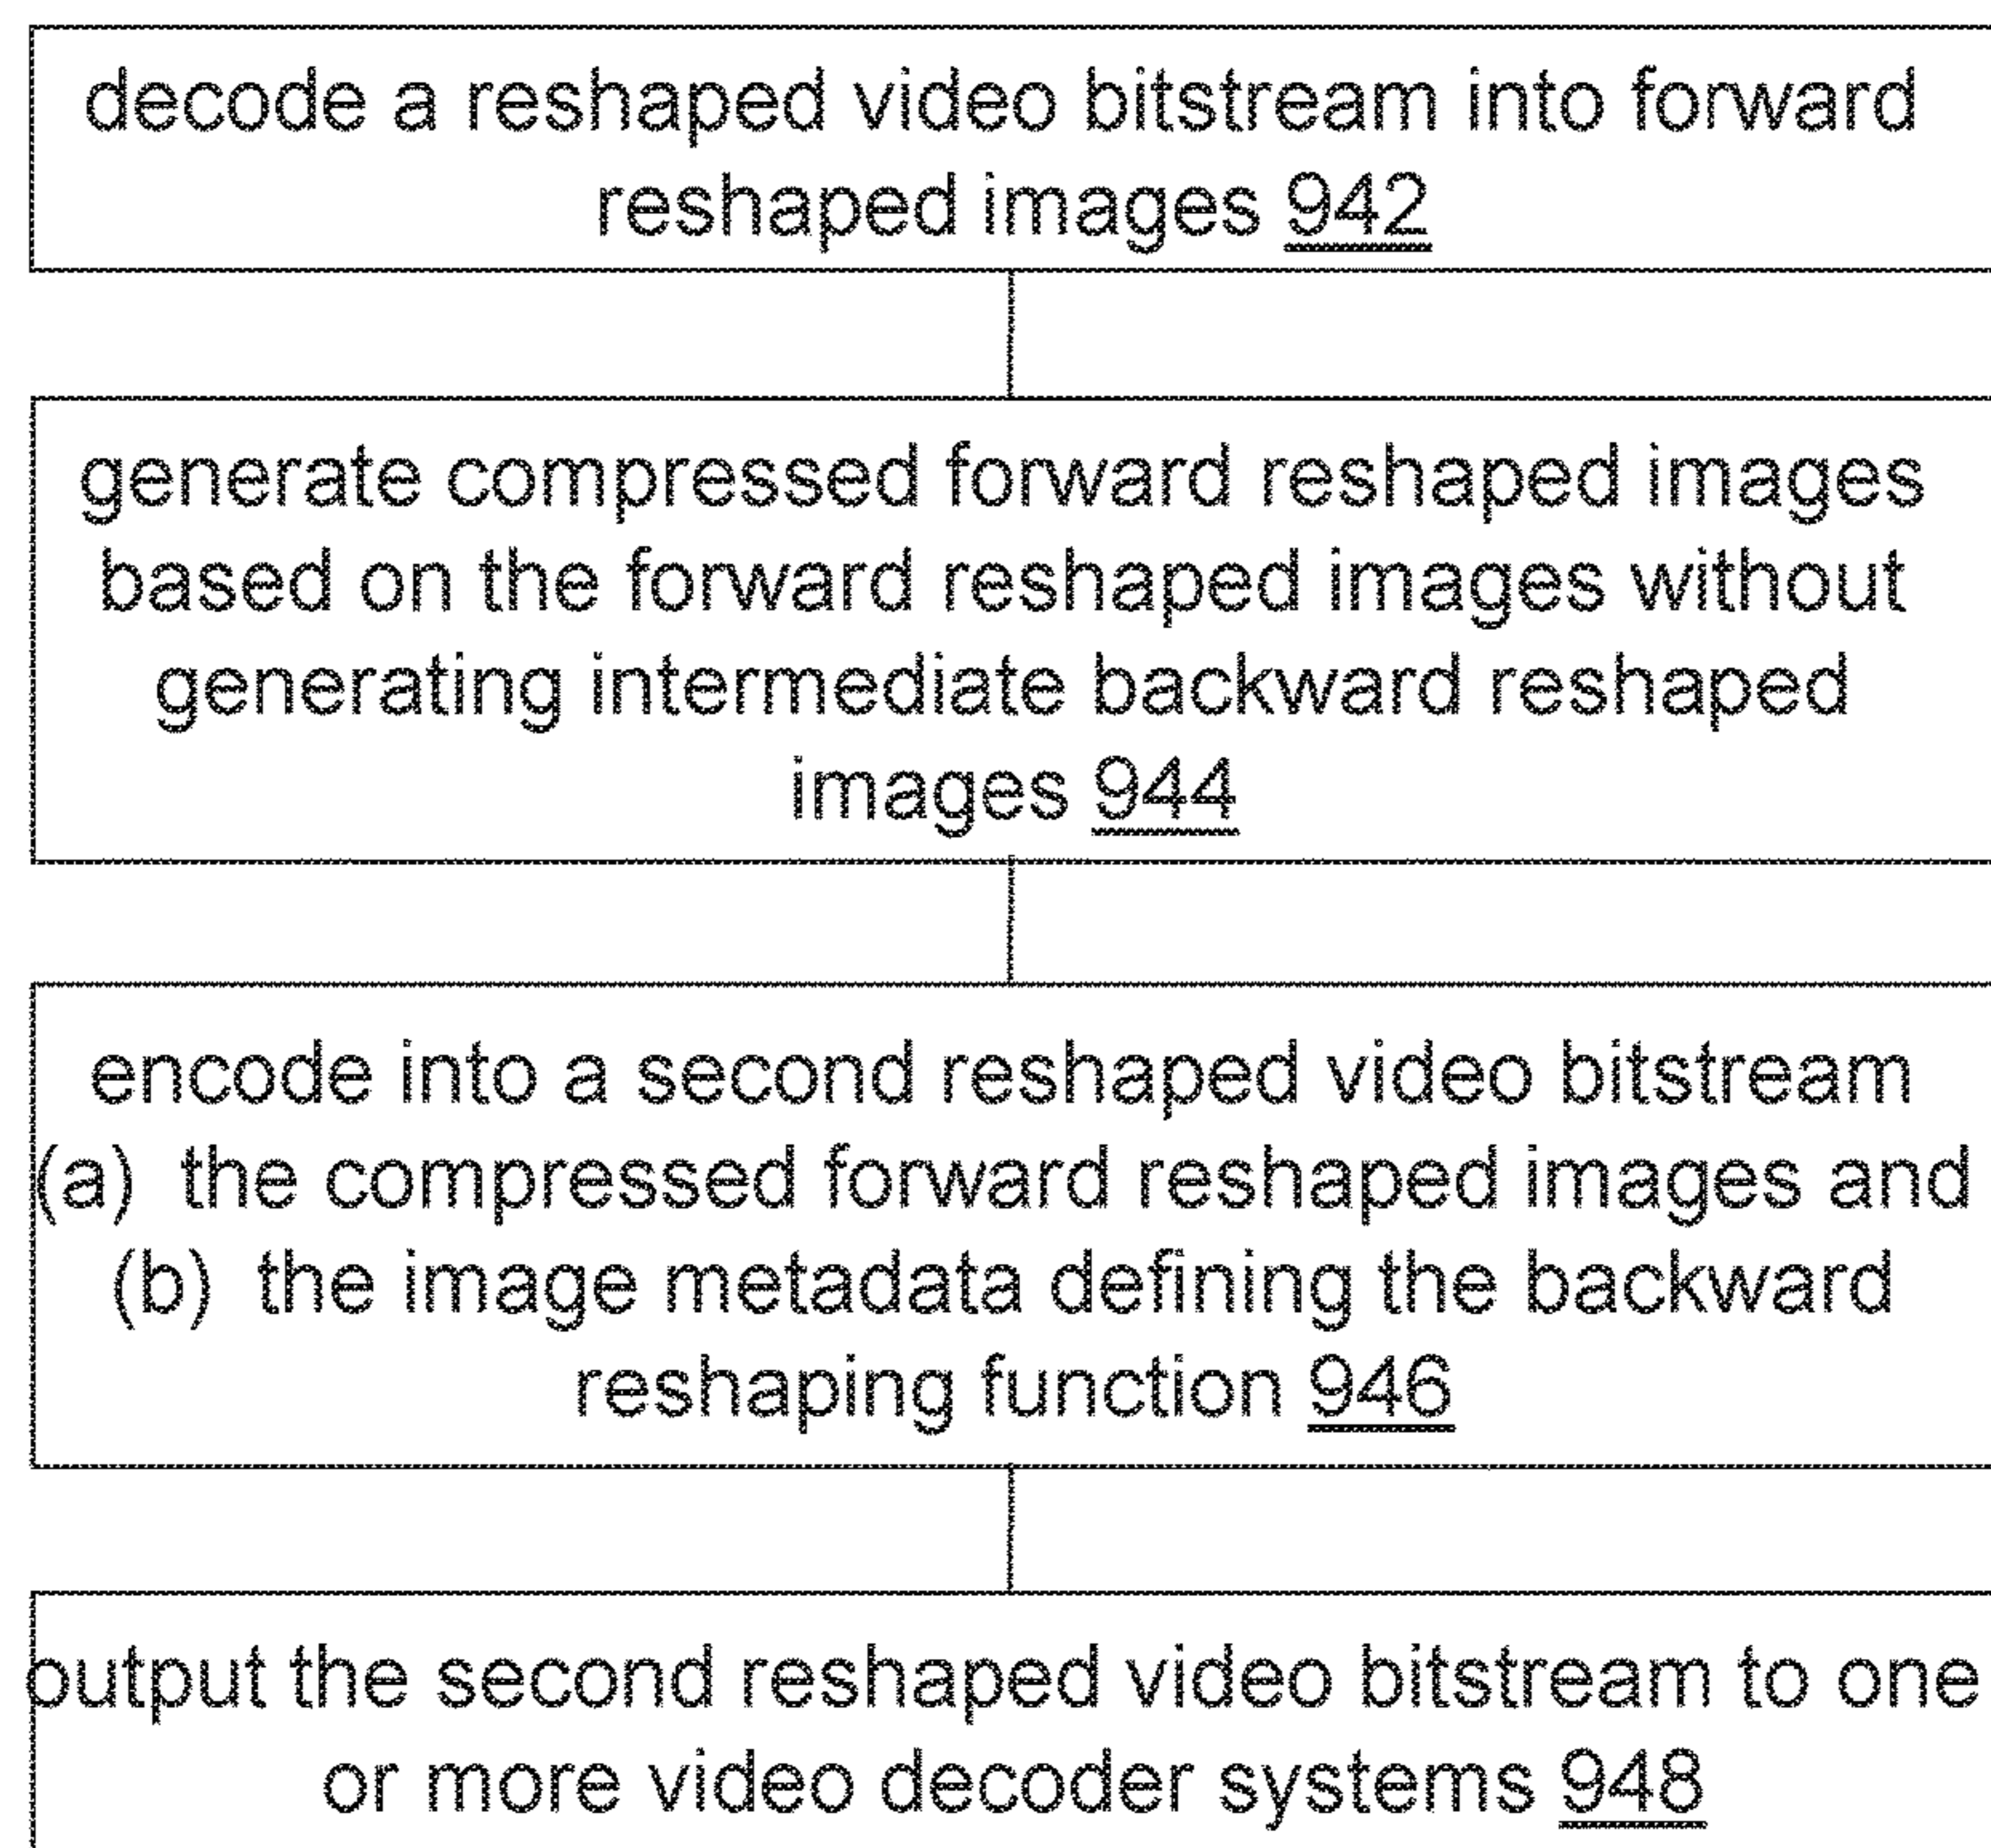 decode a reshaped video bitstream into forward
reshaped images 942
generate compressed forward reshaped images
based on the forward reshaped images without
generating intermediate backward reshaped
images 944
encode into a second reshaped video bitstream
(a) the compressed forward reshaped images and
(b) the image metadata defining the backward
reshaping function 946
output the second reshaped video bitstream to one
or more video decoder systems 948